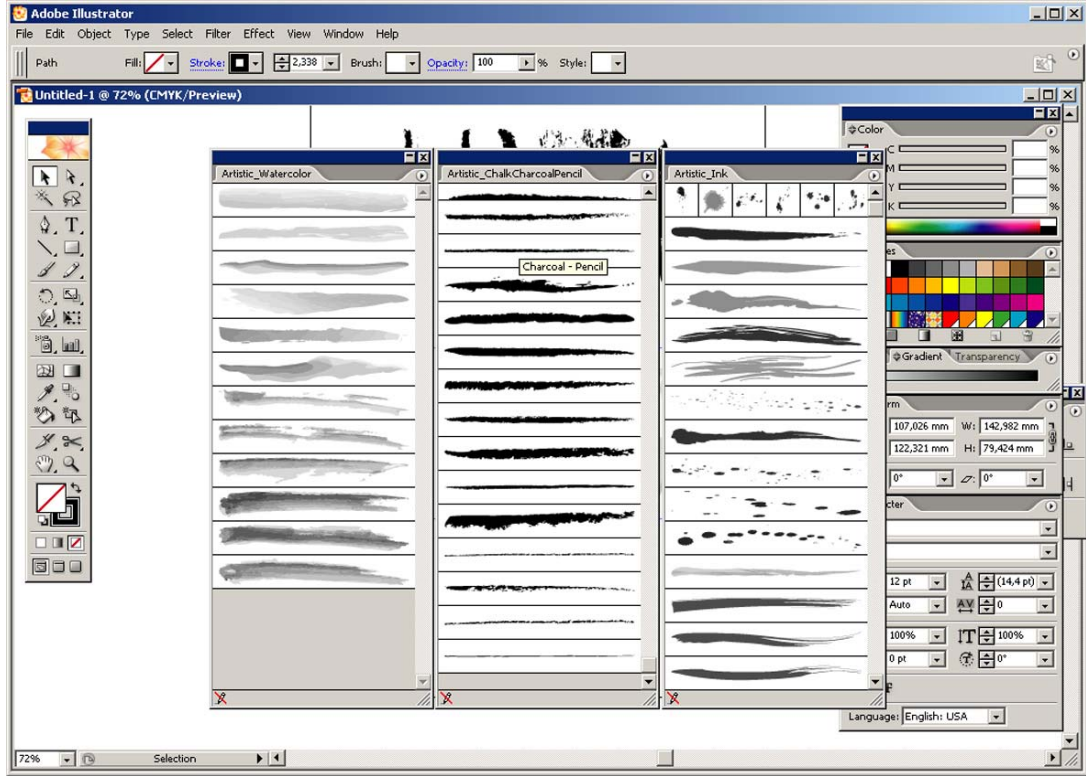 Adobe Illustrator
File Edit Object Type Select Filter Effect View Window Help
Path Fill: Stroke: 2,338 Brush: Opacity: 100 % Style:
Untitled-1 @ 72% (CMYK/Preview)
Artistic_Watercolor
Artistic_ChalkCharcoalPencil
Charcoal - Pencil
Artistic_Ink
Color
C %
M %
Y %
K %
Gradient Transparency
107,026 mm W: 142,982 mm
122,321 mm H: 79,424 mm
0° 0°
12 pt (14,4 pt)
Auto 0
100% 100%
0 pt 0°
Language: English: USA
72% Selection